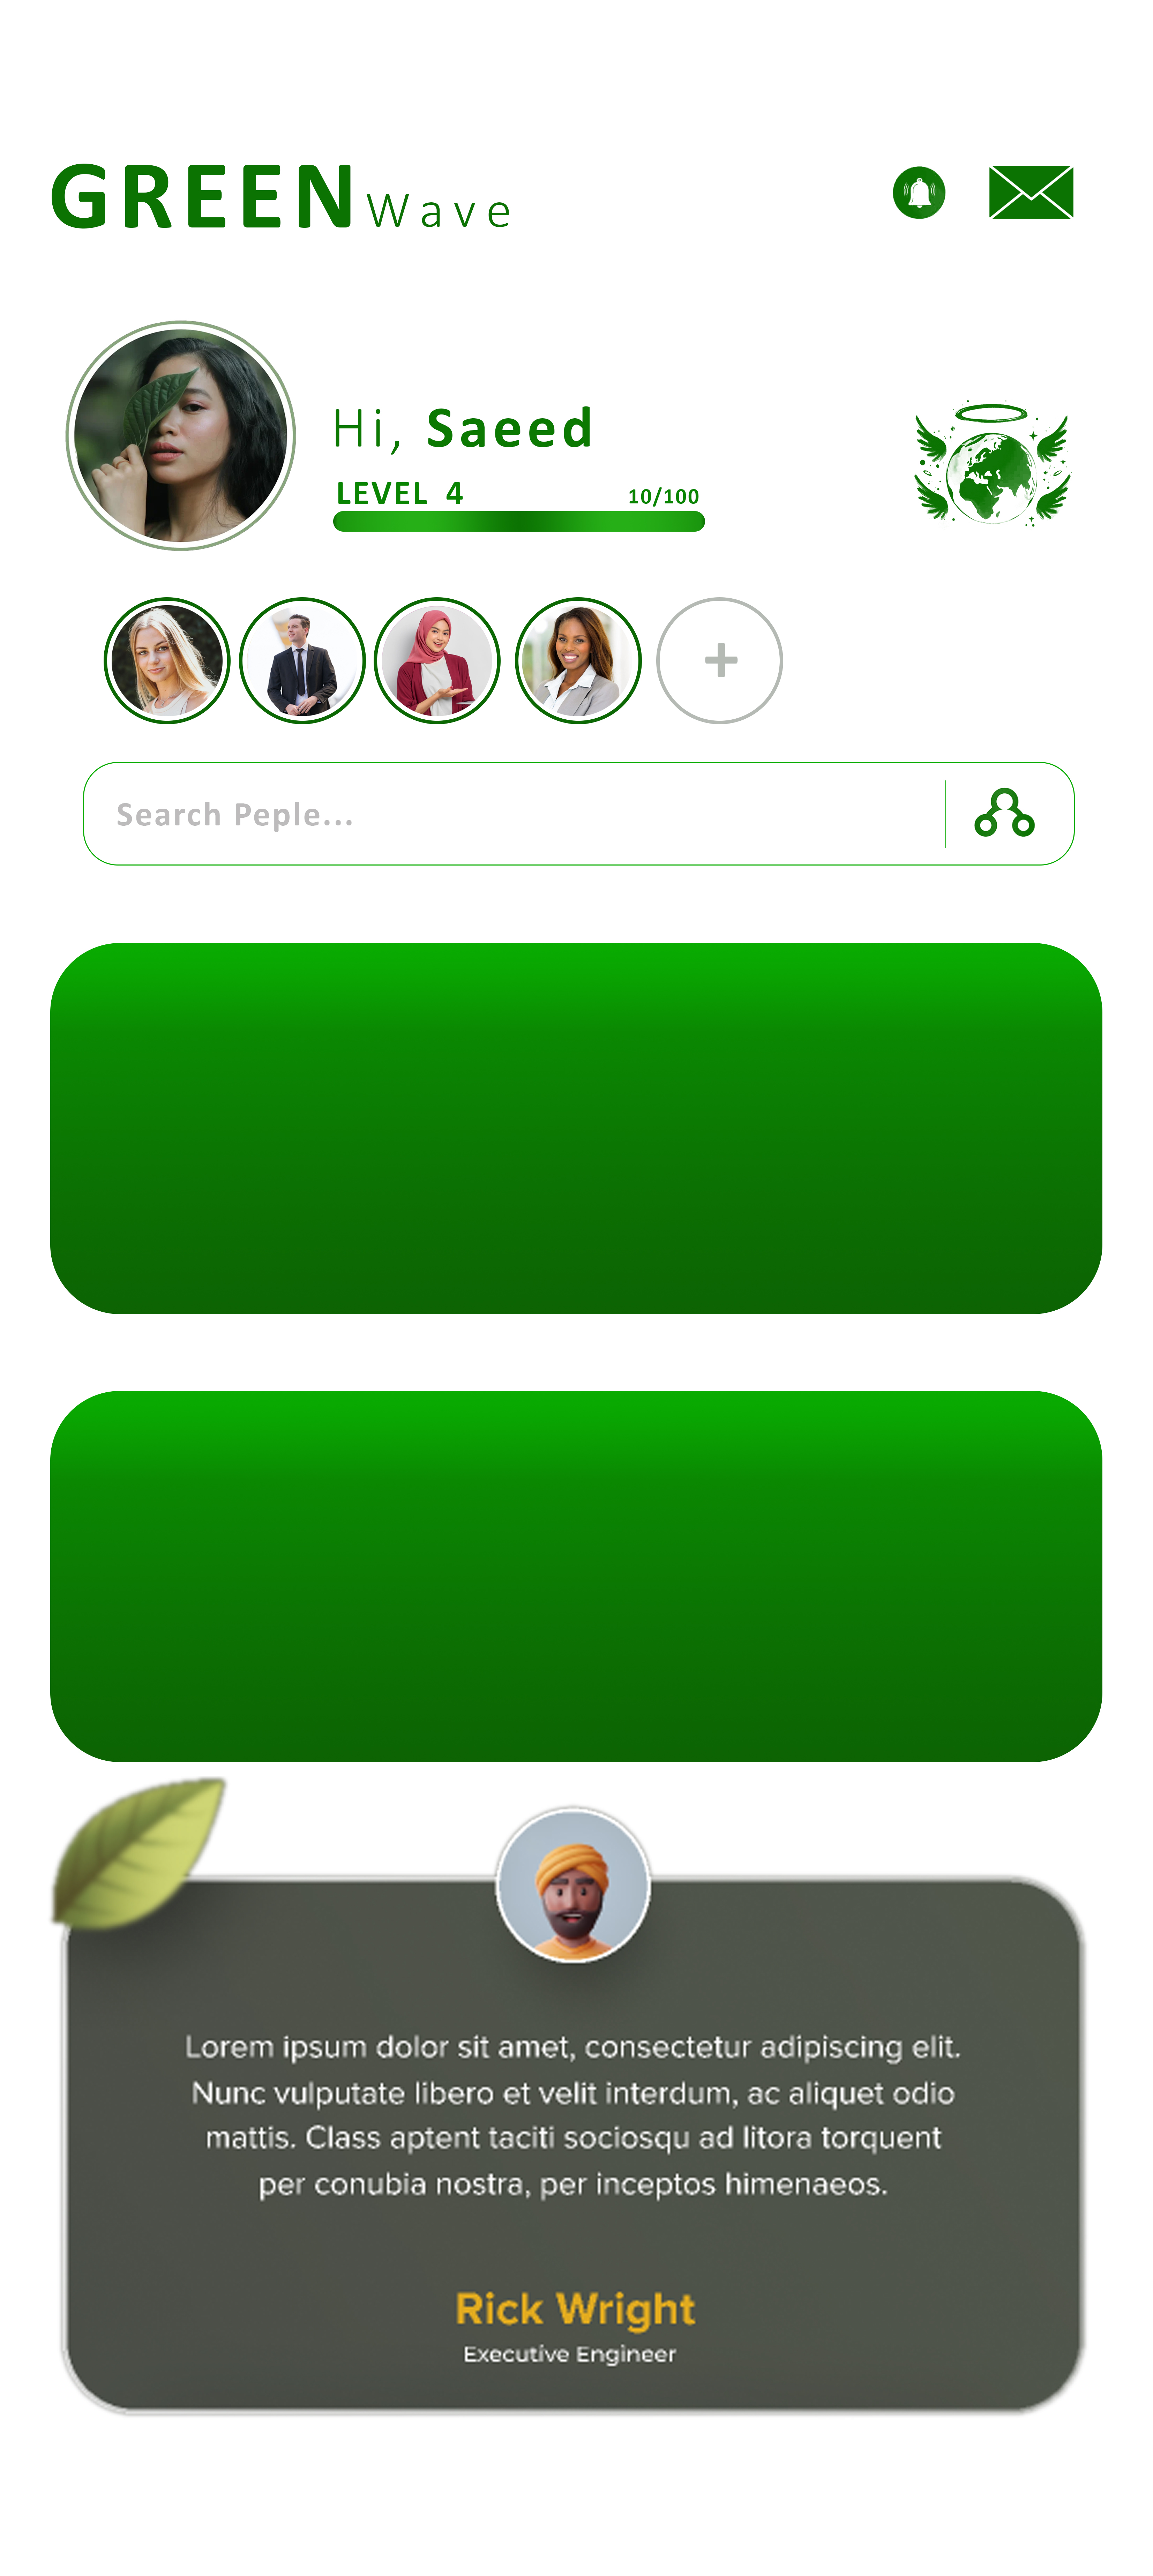 GREEN Wave
Hi, Saeed
LEVEL 4 10/100
Search Peple...
Lorem ipsum dolor sit amet, consectetur adipiscing elit.
Nunc vulputate libero et velit interdum, ac aliquet odio
mattis. Class aptent taciti sociosqu ad litora torquent
per conubia nostra, per inceptos himenaeos.
Rick Wright
Executive Engineer